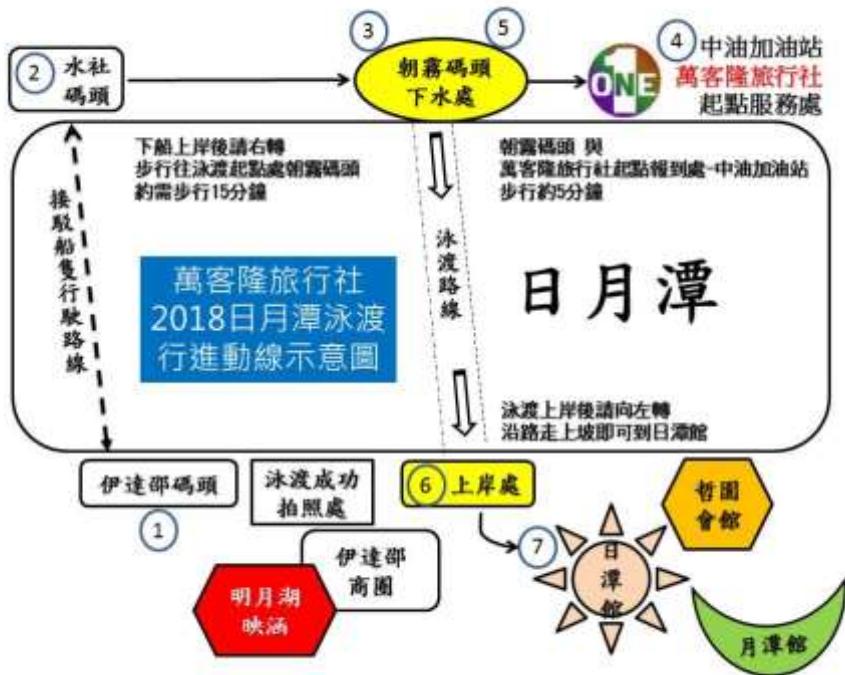 3
5
4
中油加油站
萬客隆旅行社
起點服務處
2
水社
碼頭
朝霧碼頭
下水處
ONE
下船上岸後請右轉
步行往泳渡起點處朝霧碼頭
約需步行15分鐘
朝霧碼頭 與
萬客隆旅行社起點報到處-中油加油站
步行約5分鐘
接駁船隻行駛路線
泳渡路線
萬客隆旅行社
2018日月潭泳渡
行進動線示意圖
日月潭
泳渡上岸後請向左轉
沿路走上坡即可到日潭館
伊達邵碼頭
1
泳渡成功
拍照處
6
上岸處
哲園
會館
7
日潭館
伊達邵
商圈
明月湖
映涵
月潭館